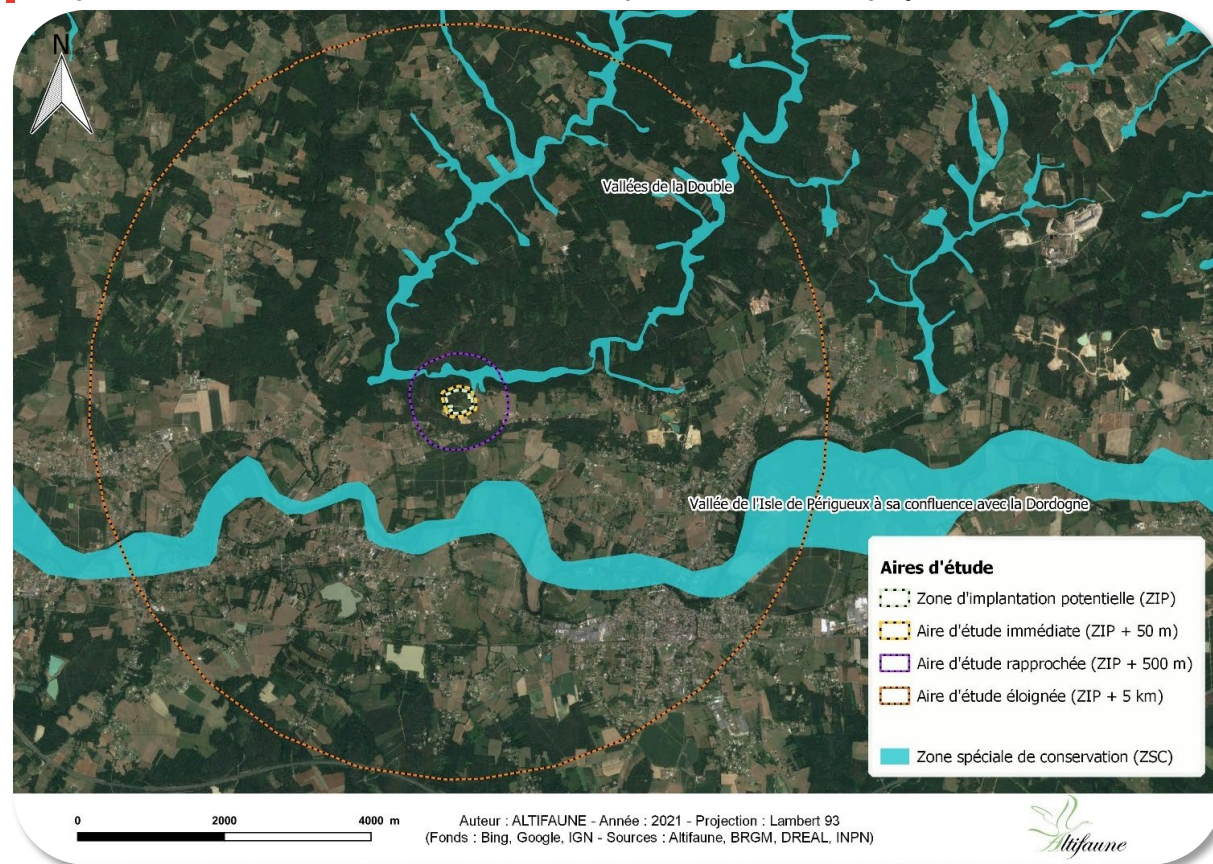 N
Vallées de la Double
Vallée de l'Isle de Périgueux à sa confluence avec la Dordogne
Aires d'étude
Zone d'implantation potentielle (ZIP)
Aire d'étude immédiate (ZIP + 50 m)
Aire d'étude rapprochée (ZIP + 500 m)
Aire d'étude éloignée (ZIP + 5 km)
Zone spéciale de conservation (ZSC)
0 2000 4000 m
Auteur : ALTIFAUNE - Année : 2021 - Projection : Lambert 93
(Fonds : Bing, Google, IGN - Sources : Altifaune, BRGM, DREAL, INPN)
Altifaune